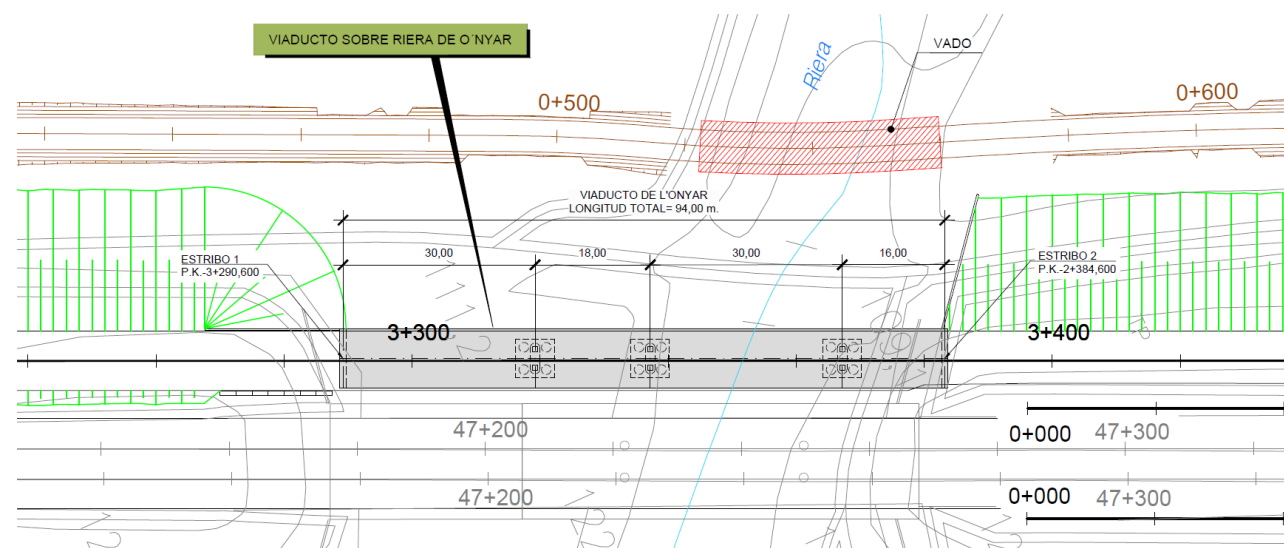 VIADUCTO SOBRE RIERA DE O´NYAR
Riera
VADO
0+500
0+600
VIADUCTO DE L'ONYAR
LONGITUD TOTAL= 94,00 m.
30,00
18,00
30,00
16,00
ESTRIBO 1
P.K.-3+290,600
ESTRIBO 2
P.K.-2+384,600
3+300
3+400
47+200
0+000
47+300
47+200
0+000
47+300